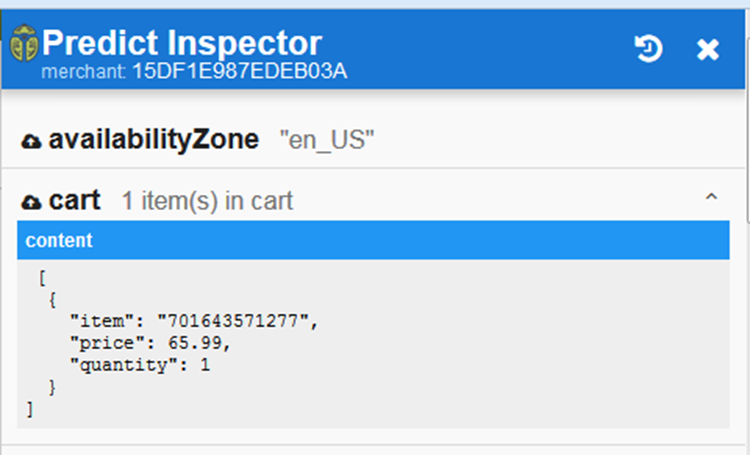 Predict Inspector
merchant: 15DF1E987EDEB03A
availabilityZone "en_US"
cart 1 item(s) in cart
content
[
{
"item": "701643571277",
"price": 65.99,
"quantity": 1
}
]